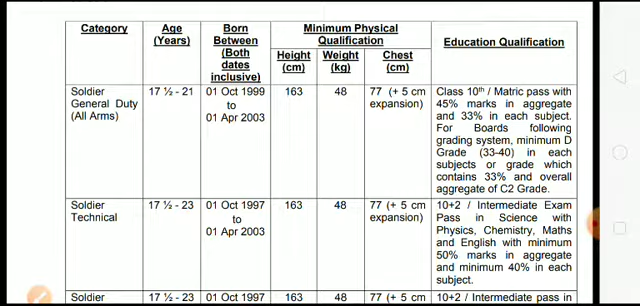 Category Age (Years) Born Between (Both dates inclusive) Minimum Physical Qualification Education Qualification
Height (cm) Weight (kg) Chest (cm)
Soldier General Duty (All Arms) 17 ½ - 21 01 Oct 1999 to 01 Apr 2003 163 48 77 (+ 5 cm expansion) Class 10th / Matric pass with
45% marks in aggregate
and 33% in each subject.
For Boards following
grading system, minimum D
Grade (33-40) in each
subjects or grade which
contains 33% and overall
aggregate of C2 Grade.
Soldier Technical 17 ½ - 23 01 Oct 1997 to 01 Apr 2003 163 48 77 (+ 5 cm expansion) 10+2 / Intermediate Exam
Pass in Science with
Physics, Chemistry, Maths
and English with minimum
50% marks in aggregate
and minimum 40% in each
subject.
Soldier 17 ½ - 23 01 Oct 1997 163 48 77 (+ 5 cm 10+2 / Intermediate pass in